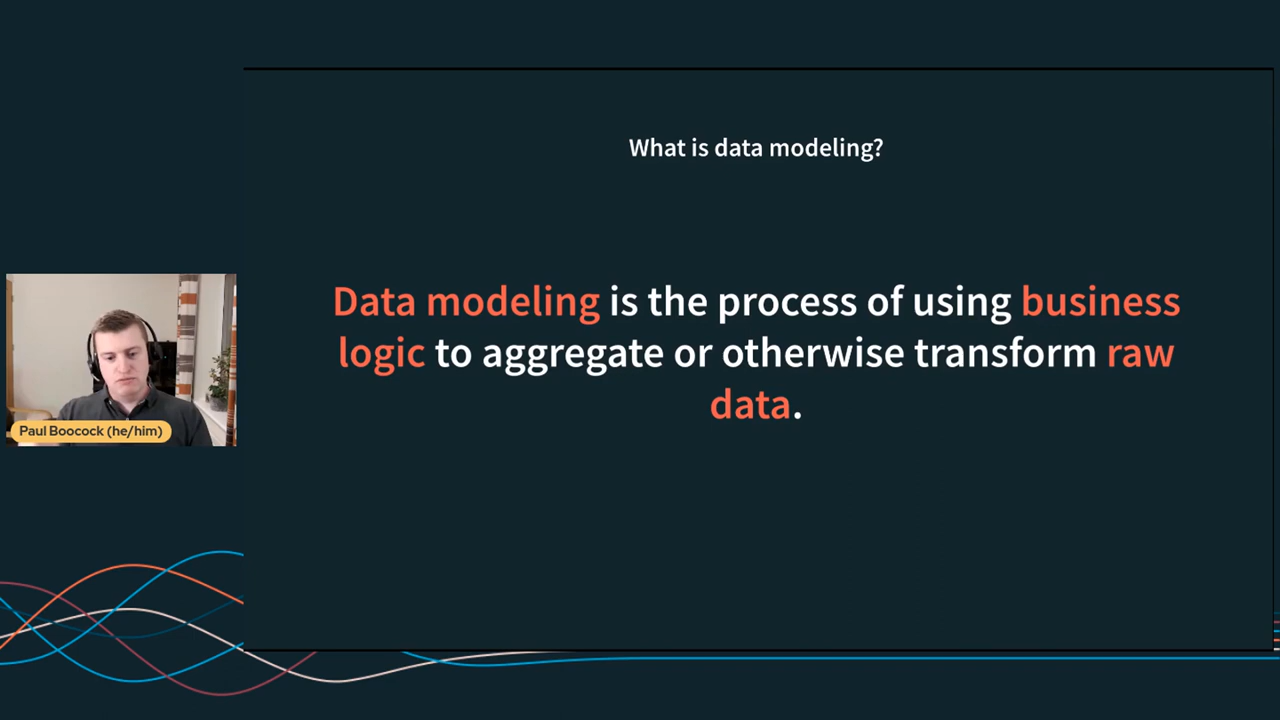 What is data modeling?
Data modeling is the process of using business
logic to aggregate or otherwise transform raw
data.
Paul Boocock (he/him)